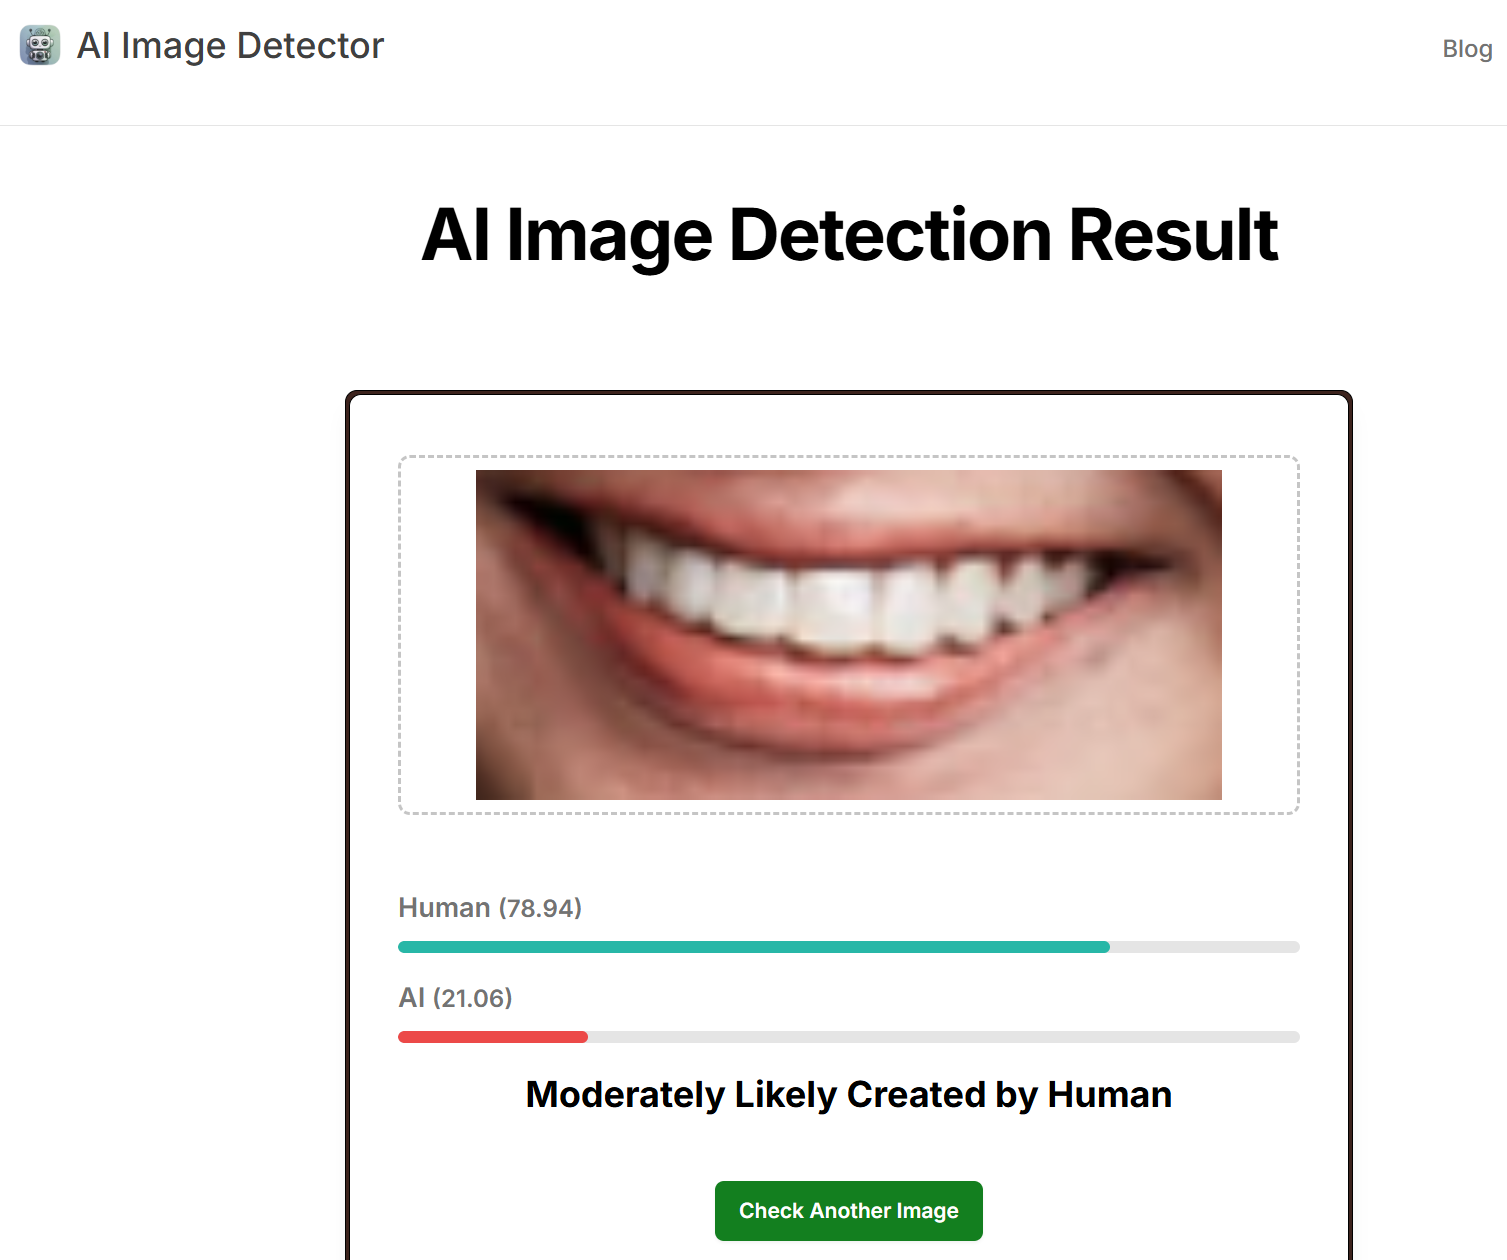 AI Image Detector
Blog
AI Image Detection Result
Human (78.94)
AI (21.06)
Moderately Likely Created by Human
Check Another Image